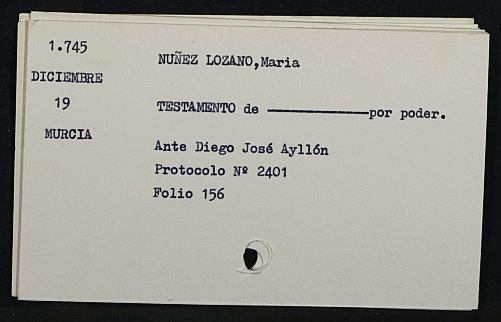 1.745
DICIEMBRE
19
MURCIA
NUÑEZ LOZANO,Maria
TESTAMENTO de ——————————por poder.
Ante Diego José Ayllón
Protocolo Nº 2401
Folio 156